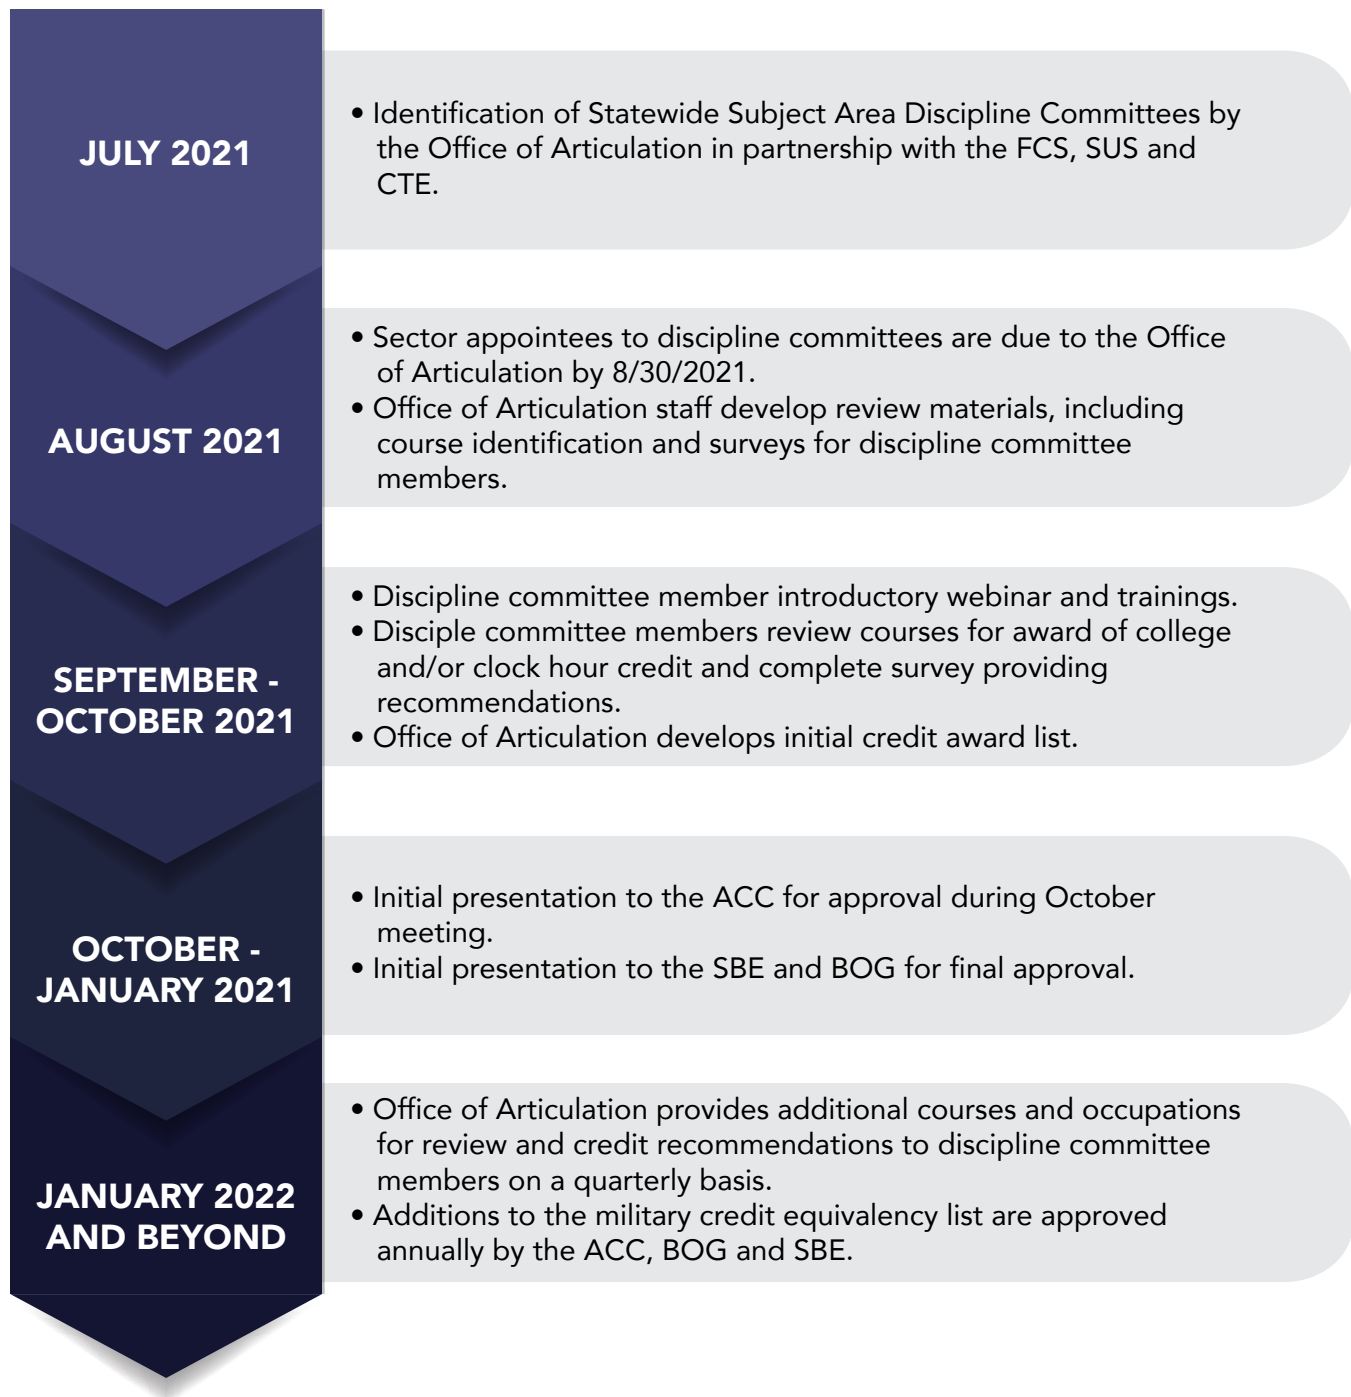 JULY 2021
• Identification of Statewide Subject Area Discipline Committees by
the Office of Articulation in partnership with the FCS, SUS and
CTE.
AUGUST 2021
• Sector appointees to discipline committees are due to the Office
of Articulation by 8/30/2021.
• Office of Articulation staff develop review materials, including
course identification and surveys for discipline committee
members.
SEPTEMBER -
OCTOBER 2021
• Discipline committee member introductory webinar and trainings.
• Disciple committee members review courses for award of college
and/or clock hour credit and complete survey providing
recommendations.
• Office of Articulation develops initial credit award list.
OCTOBER -
JANUARY 2021
• Initial presentation to the ACC for approval during October
meeting.
• Initial presentation to the SBE and BOG for final approval.
JANUARY 2022
AND BEYOND
• Office of Articulation provides additional courses and occupations
for review and credit recommendations to discipline committee
members on a quarterly basis.
• Additions to the military credit equivalency list are approved
annually by the ACC, BOG and SBE.